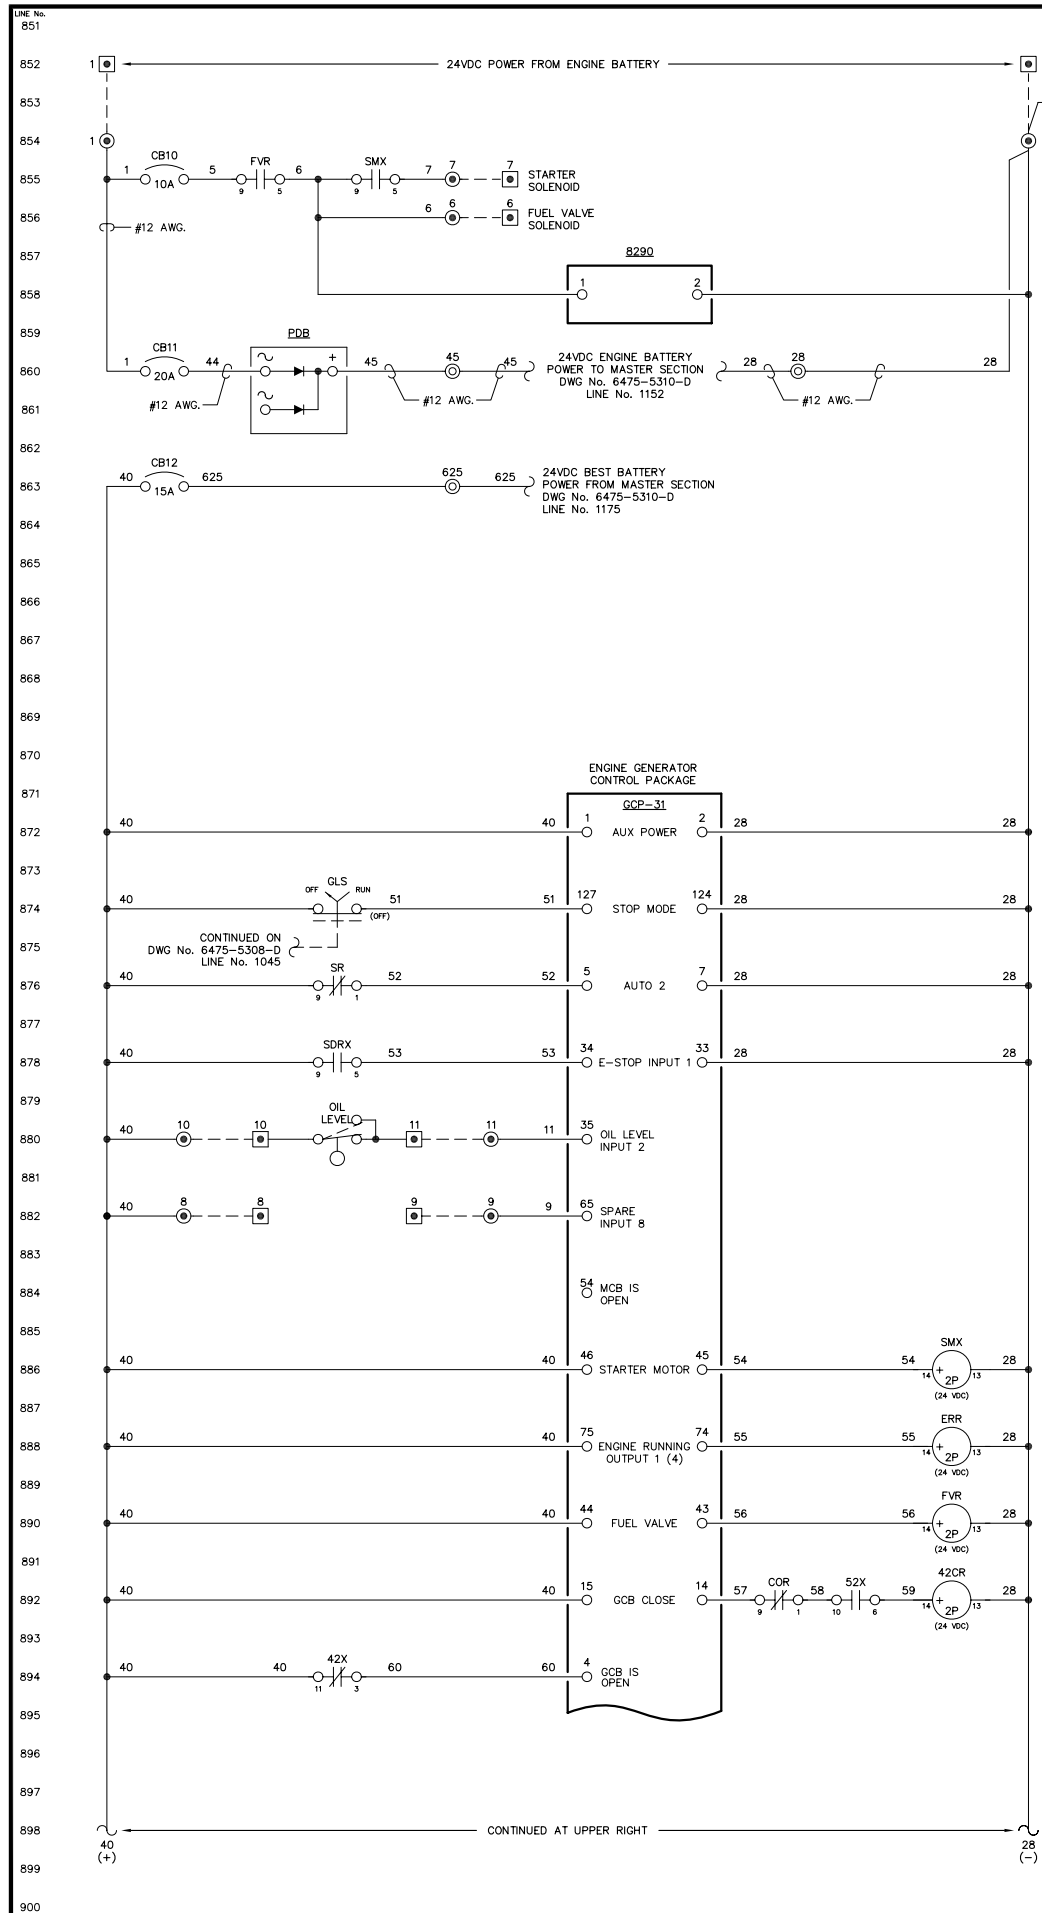 LINE No.
851
852 1 24VDC POWER FROM ENGINE BATTERY
853
854 1
CB10 FVR SMX
855 1 10A 5 9 5 6 9 5 7 7 7 STARTER
SOLENOID
856 6 6 6 FUEL VALVE
SOLENOID
#12 AWG.
857 8290
858 1 2
859 PDB
CB11
860 1 20A 44 + 45 45 45 24VDC ENGINE BATTERY 28 28 28
POWER TO MASTER SECTION
DWG No. 6475-5310-D
LINE No. 1152
#12 AWG. #12 AWG. #12 AWG.
861
862
CB12
863 40 15A 625 625 625 24VDC BEST BATTERY
POWER FROM MASTER SECTION
DWG No. 6475-5310-D
LINE No. 1175
864
865
866
867
868
869
870
ENGINE GENERATOR
CONTROL PACKAGE
871
GCP-31
872 40 40 1 AUX POWER 2 28 28
873
GLS
OFF RUN
874 40 51 51 127 STOP MODE 124 28 28
(OFF)
875 CONTINUED ON
DWG No. 6475-5308-D
LINE No. 1045
SR
876 40 9 1 52 52 5 AUTO 2 7 28 28
877
SDRX
878 40 9 5 53 53 34 E-STOP INPUT 1 33 28 28
879
OIL
LEVEL
880 40 10 10 11 11 11 35 OIL LEVEL
INPUT 2
881
882 40 8 8 9 9 9 65 SPARE
INPUT 8
883
884 54 MCB IS
OPEN
885
SMX
886 40 40 46 STARTER MOTOR 45 54 54 14 + 2P 13 28
(24 VDC)
887
ERR
888 40 40 75 ENGINE RUNNING 74 55 55 14 + 2P 13 28
OUTPUT 1 (4)
(24 VDC)
889
FVR
890 40 40 44 FUEL VALVE 43 56 56 14 + 2P 13 28
(24 VDC)
891
COR 52X 42CR
892 40 40 15 GCB CLOSE 14 57 9 1 58 10 6 59 14 + 2P 13 28
(24 VDC)
893
42X
894 40 40 11 3 60 60 4 GCB IS
OPEN
895
896
897
898 CONTINUED AT UPPER RIGHT
40 28
(+) (-)
899
900